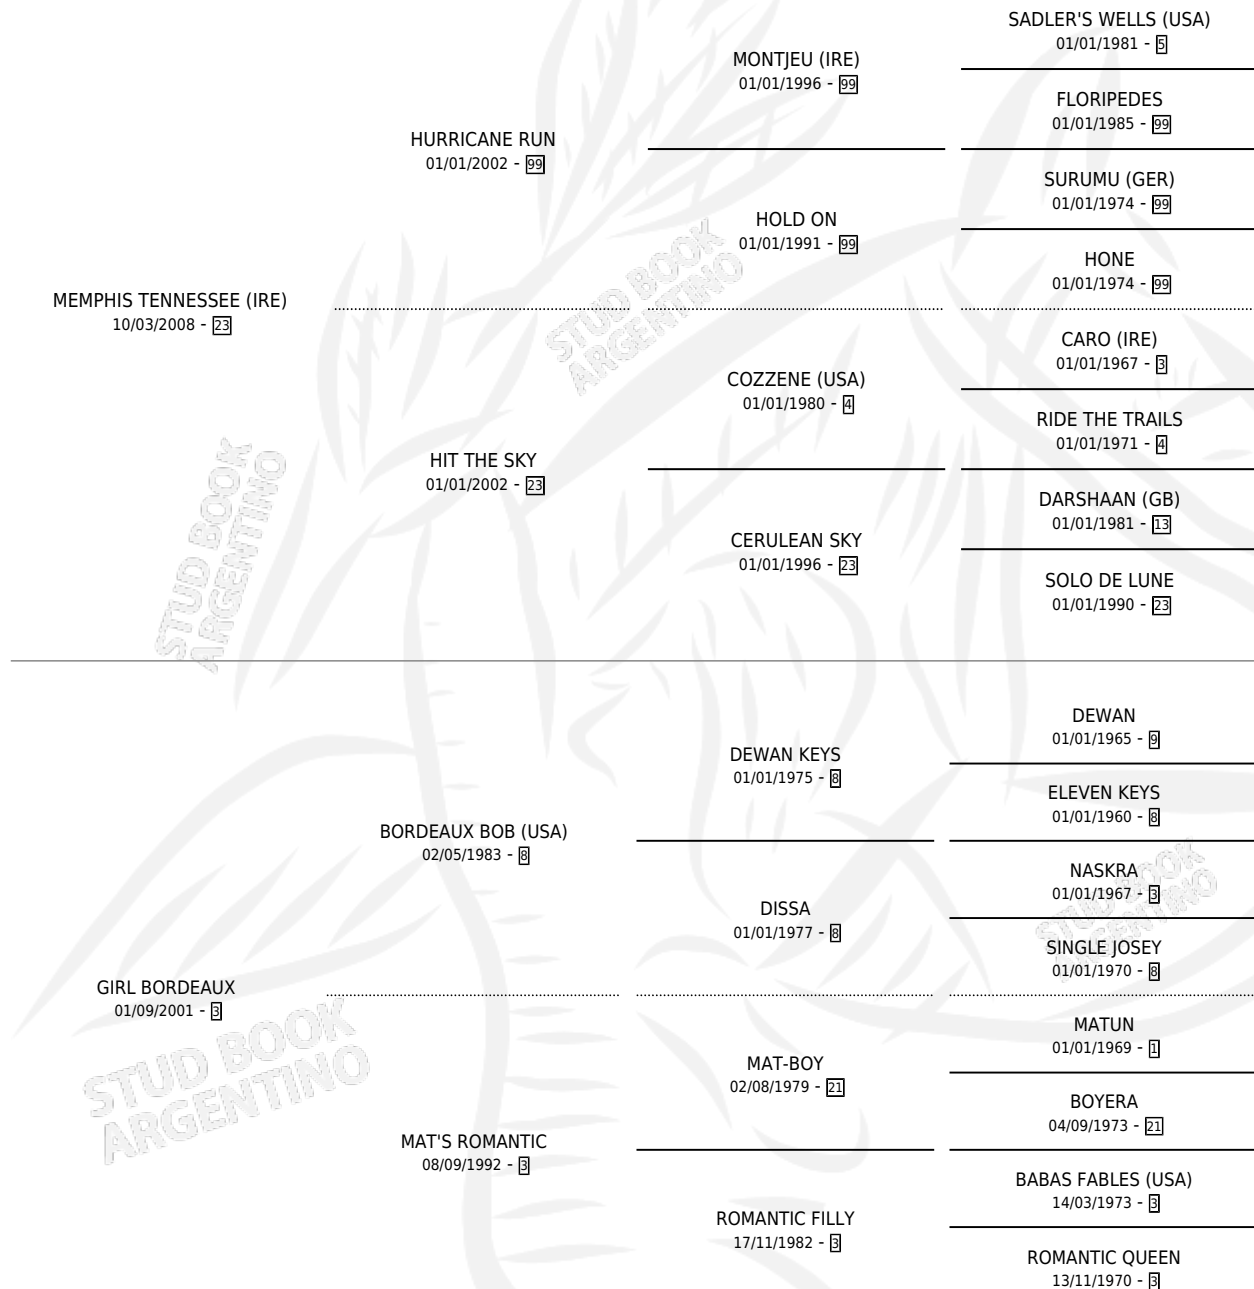 SADLER'S WELLS (USA)
01/01/1981 - 5
MONTJEU (IRE)
01/01/1996 - 99
FLORIPEDES
01/01/1985 - 99
HURRICANE RUN
01/01/2002 - 99
SURUMU (GER)
01/01/1974 - 99
HOLD ON
01/01/1991 - 99
HONE
01/01/1974 - 99
MEMPHIS TENNESSEE (IRE)
10/03/2008 - 23
CARO (IRE)
01/01/1967 - 3
COZZENE (USA)
01/01/1980 - 4
RIDE THE TRAILS
01/01/1971 - 4
HIT THE SKY
01/01/2002 - 23
DARSHAAN (GB)
01/01/1981 - 13
CERULEAN SKY
01/01/1996 - 23
SOLO DE LUNE
01/01/1990 - 23
DEWAN
01/01/1965 - 9
DEWAN KEYS
01/01/1975 - 8
ELEVEN KEYS
01/01/1960 - 8
BORDEAUX BOB (USA)
02/05/1983 - 8
NASKRA
01/01/1967 - 3
DISSA
01/01/1977 - 8
SINGLE JOSEY
01/01/1970 - 8
GIRL BORDEAUX
01/09/2001 - 3
MATUN
01/01/1969 - 1
MAT-BOY
02/08/1979 - 21
BOYERA
04/09/1973 - 21
MAT'S ROMANTIC
08/09/1992 - 3
BABAS FABLES (USA)
14/03/1973 - 3
ROMANTIC FILLY
17/11/1982 - 3
ROMANTIC QUEEN
13/11/1970 - 3
STUD BOOK
ARGENTINO
STUD BOOK
ARGENTINO
STUD BOOK
ARGENTINO
STUD BOOK
ARGENTINO